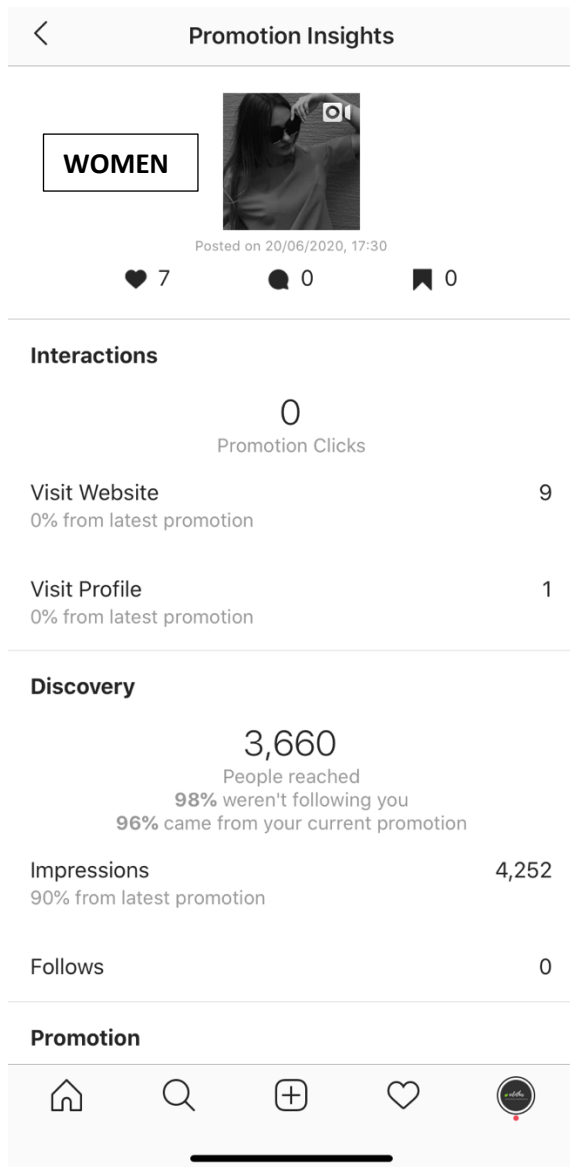 Promotion Insights
WOMEN
Posted on 20/06/2020, 17:30
7 0 0
Interactions
0
Promotion Clicks
Visit Website 9
0% from latest promotion
Visit Profile 1
0% from latest promotion
Discovery
3,660
People reached
98% weren't following you
96% came from your current promotion
Impressions 4,252
90% from latest promotion
Follows 0
Promotion